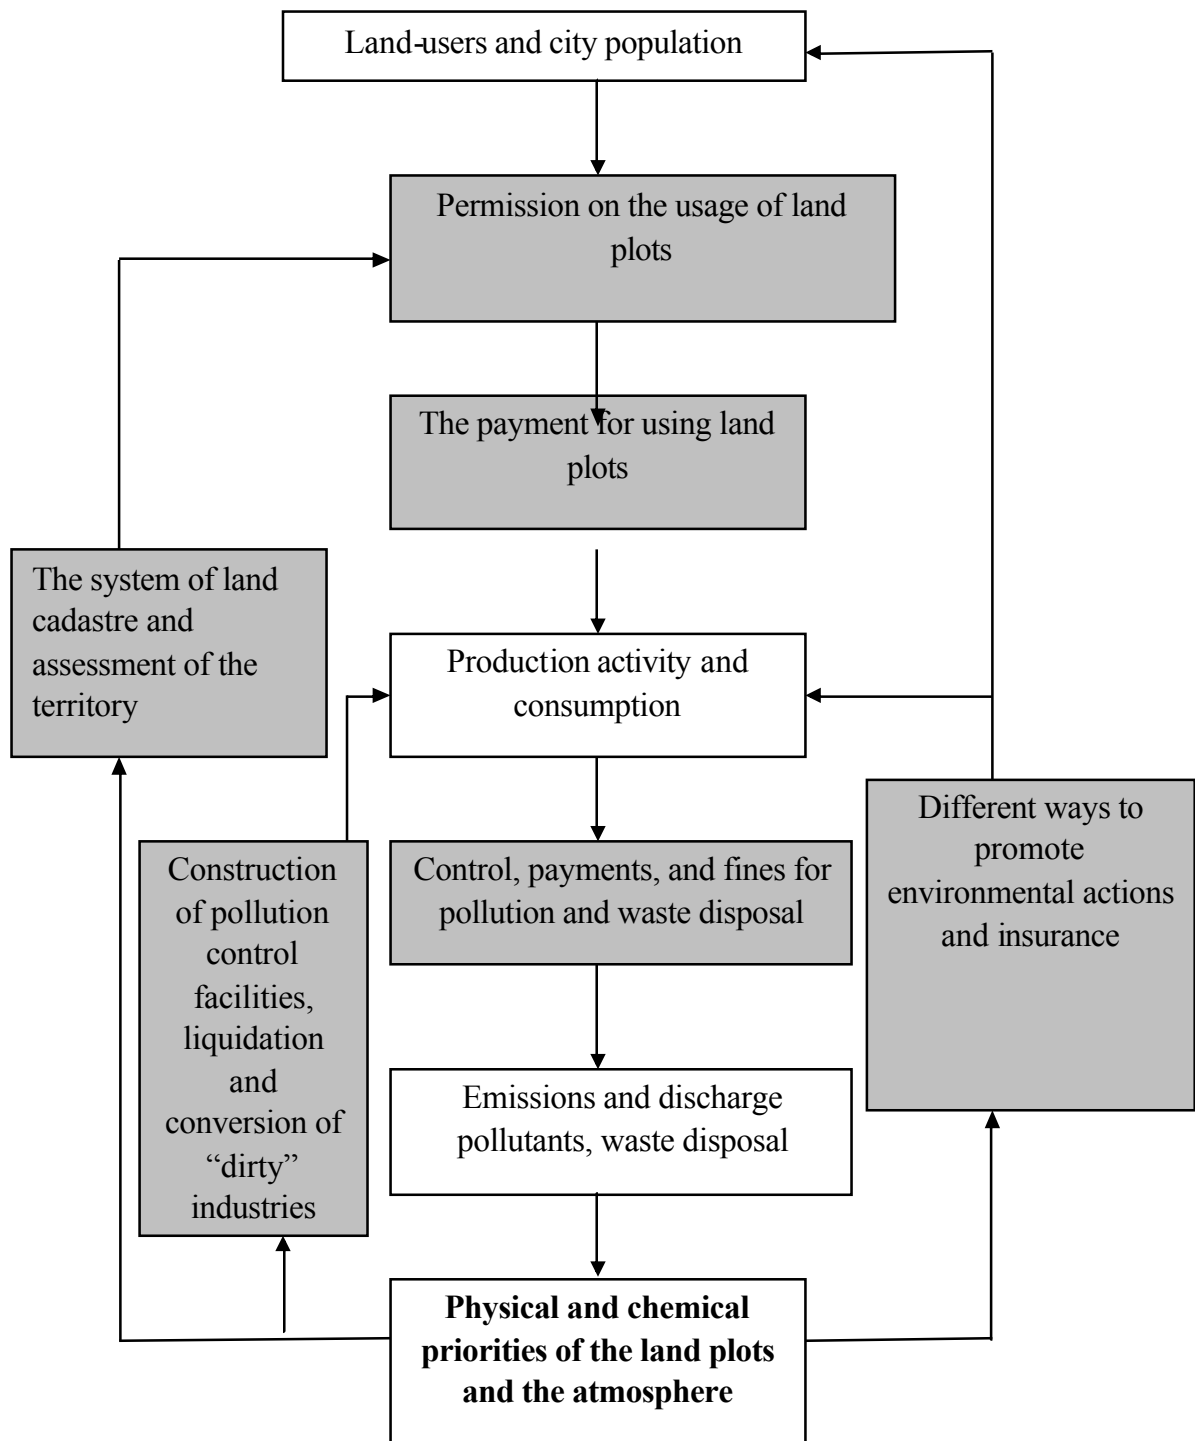 Land-users and city population
Permission on the usage of land
plots
The payment for using land
plots
The system of land
cadastre and
assessment of the
territory
Production activity and
consumption
Construction
of pollution
control
facilities,
liquidation
and
conversion of
“dirty”
industries
Control, payments, and fines for
pollution and waste disposal
Different ways to
promote
environmental actions
and insurance
Emissions and discharge
pollutants, waste disposal
Physical and chemical
priorities of the land plots
and the atmosphere